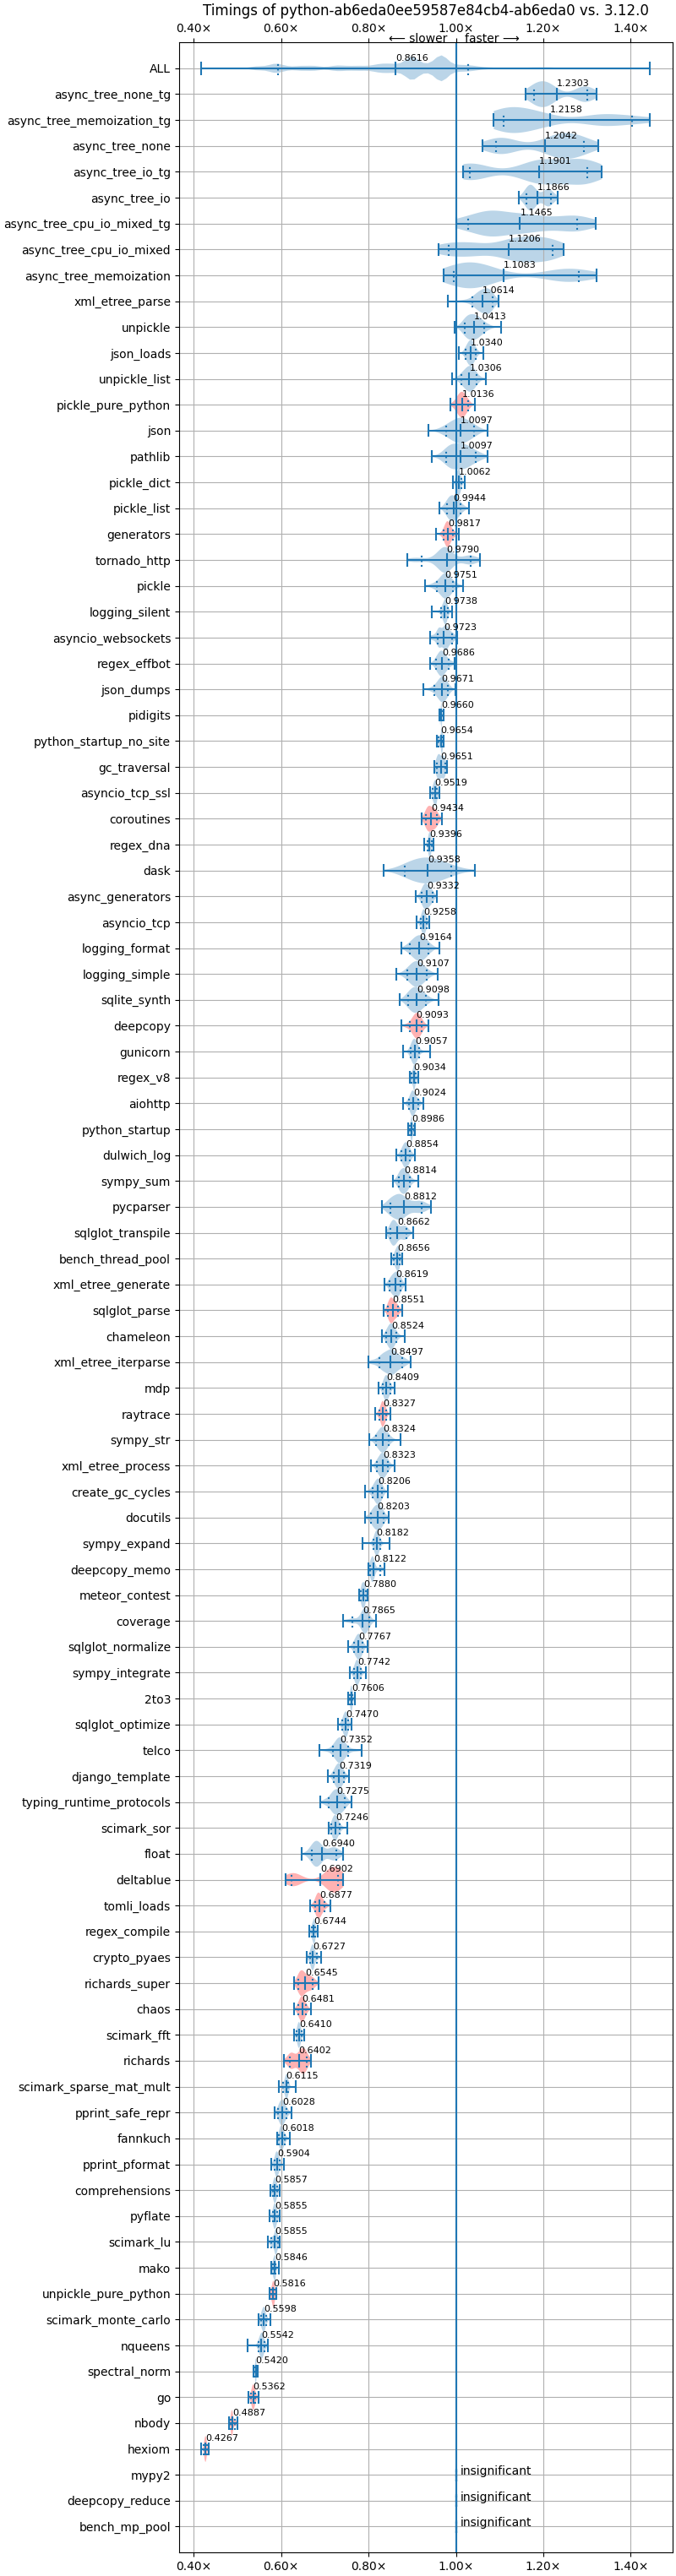 Timings of python-ab6eda0ee59587e84cb4-ab6eda0 vs. 3.12.0
0.40× 0.60× 0.80× 1.00× 1.20× 1.40×
⟵ slower faster ⟶
ALL 0.8616
async_tree_none_tg 1.2303
async_tree_memoization_tg 1.2158
async_tree_none 1.2042
async_tree_io_tg 1.1901
async_tree_io 1.1866
async_tree_cpu_io_mixed_tg 1.1465
async_tree_cpu_io_mixed 1.1206
async_tree_memoization 1.1083
xml_etree_parse 1.0614
unpickle 1.0413
json_loads 1.0340
unpickle_list 1.0306
pickle_pure_python 1.0136
json 1.0097
pathlib 1.0097
pickle_dict 1.0062
pickle_list 0.9944
generators 0.9817
tornado_http 0.9790
pickle 0.9751
logging_silent 0.9738
asyncio_websockets 0.9723
regex_effbot 0.9686
json_dumps 0.9671
pidigits 0.9660
python_startup_no_site 0.9654
gc_traversal 0.9651
asyncio_tcp_ssl 0.9519
coroutines 0.9434
regex_dna 0.9396
dask 0.9358
async_generators 0.9332
asyncio_tcp 0.9258
logging_format 0.9164
logging_simple 0.9107
sqlite_synth 0.9098
deepcopy 0.9093
gunicorn 0.9057
regex_v8 0.9034
aiohttp 0.9024
python_startup 0.8986
dulwich_log 0.8854
sympy_sum 0.8814
pycparser 0.8812
sqlglot_transpile 0.8662
bench_thread_pool 0.8656
xml_etree_generate 0.8619
sqlglot_parse 0.8551
chameleon 0.8524
xml_etree_iterparse 0.8497
mdp 0.8409
raytrace 0.8327
sympy_str 0.8324
xml_etree_process 0.8323
create_gc_cycles 0.8206
docutils 0.8203
sympy_expand 0.8182
deepcopy_memo 0.8122
meteor_contest 0.7880
coverage 0.7865
sqlglot_normalize 0.7767
sympy_integrate 0.7742
2to3 0.7606
sqlglot_optimize 0.7470
telco 0.7352
django_template 0.7319
typing_runtime_protocols 0.7275
scimark_sor 0.7246
float 0.6940
deltablue 0.6902
tomli_loads 0.6877
regex_compile 0.6744
crypto_pyaes 0.6727
richards_super 0.6545
chaos 0.6481
scimark_fft 0.6410
richards 0.6402
scimark_sparse_mat_mult 0.6115
pprint_safe_repr 0.6028
fannkuch 0.6018
pprint_pformat 0.5904
comprehensions 0.5857
pyflate 0.5855
scimark_lu 0.5855
mako 0.5846
unpickle_pure_python 0.5816
scimark_monte_carlo 0.5598
nqueens 0.5542
spectral_norm 0.5420
go 0.5362
nbody 0.4887
hexiom 0.4267
mypy2 insignificant
deepcopy_reduce insignificant
bench_mp_pool insignificant
0.40× 0.60× 0.80× 1.00× 1.20× 1.40×